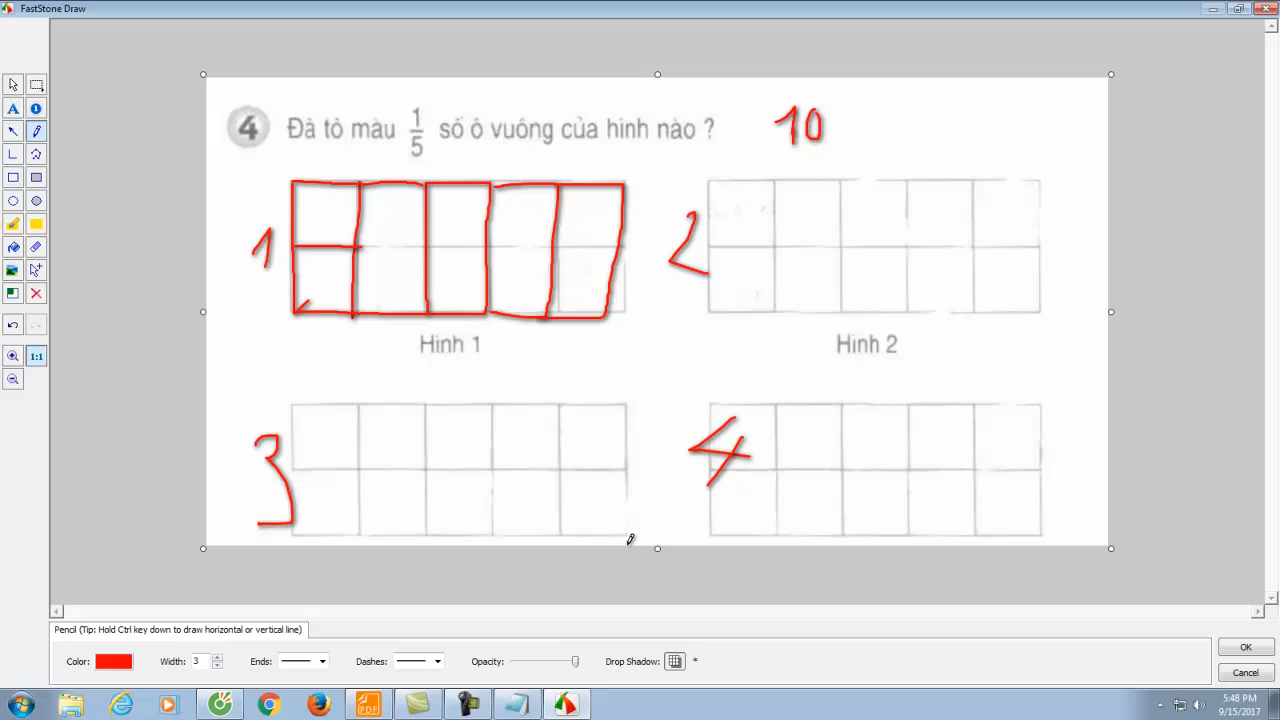 FastStone Draw
4 Đã tô màu 1/5 số ô vuông của hình nào ? 10
1
2
Hình 1
Hình 2
3
4
Pencil (Tip: Hold Ctrl key down to draw horizontal or vertical line)
Color: Width: 3 Ends: Dashes: Opacity: Drop Shadow: *
OK
Cancel
A
1
1:1
PDF
5:48 PM
9/15/2017